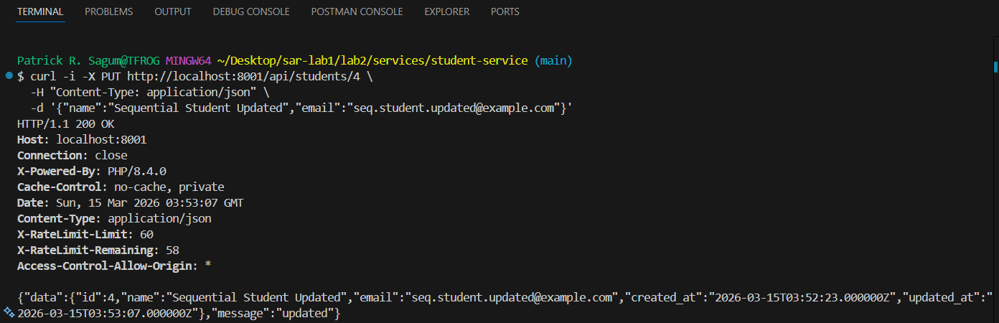 TERMINAL PROBLEMS OUTPUT DEBUG CONSOLE POSTMAN CONSOLE EXPLORER PORTS
Patrick R. Sagum@TFROG MINGW64 ~/Desktop/sar-lab1/lab2/services/student-service (main)
$ curl -i -X PUT http://localhost:8001/api/students/4 \
  -H "Content-Type: application/json" \
  -d '{"name":"Sequential Student Updated","email":"seq.student.updated@example.com"}'
HTTP/1.1 200 OK
Host: localhost:8001
Connection: close
X-Powered-By: PHP/8.4.0
Cache-Control: no-cache, private
Date: Sun, 15 Mar 2026 03:53:07 GMT
Content-Type: application/json
X-RateLimit-Limit: 60
X-RateLimit-Remaining: 58
Access-Control-Allow-Origin: *
{"data":{"id":4,"name":"Sequential Student Updated","email":"seq.student.updated@example.com","created_at":"2026-03-15T03:52:23.000000Z","updated_at":"
2026-03-15T03:53:07.000000Z"},"message":"updated"}